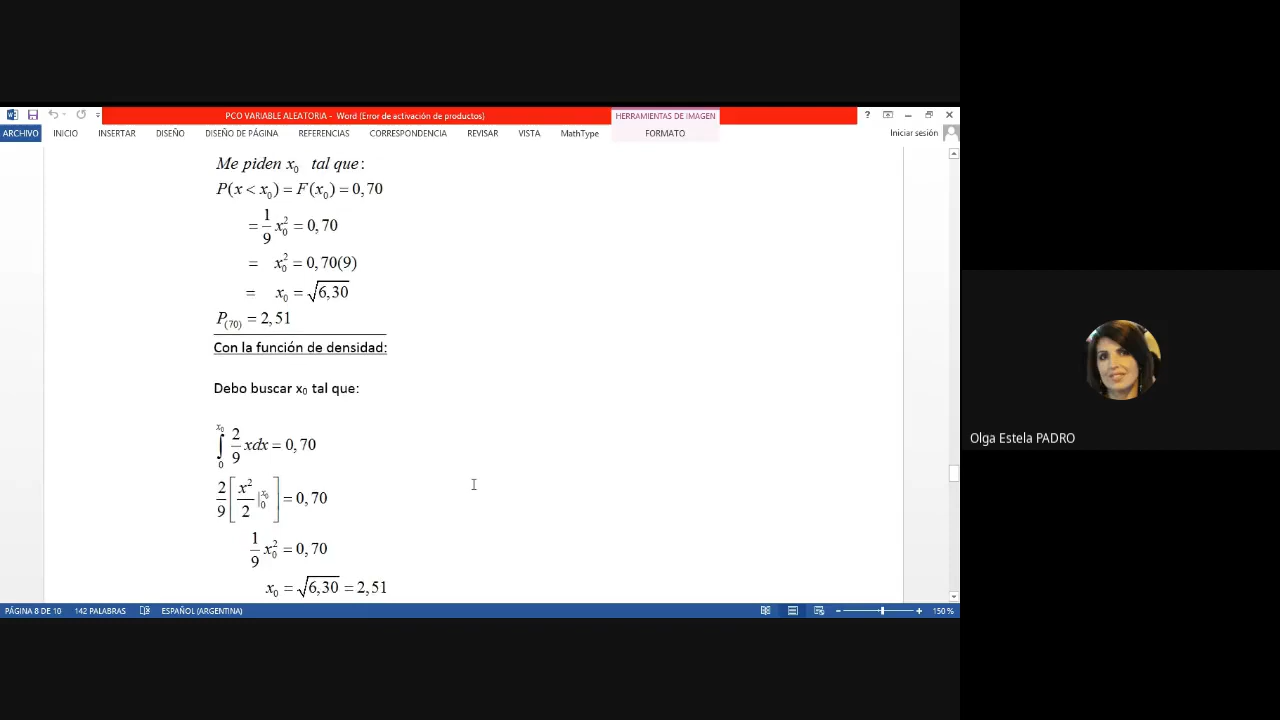 PCO VARIABLE ALEATORIA - Word (Error de activación de productos)
HERRAMIENTAS DE IMAGEN
?
ARCHIVO INICIO INSERTAR DISEÑO DISEÑO DE PÁGINA REFERENCIAS CORRESPONDENCIA REVISAR VISTA MathType FORMATO Iniciar sesión
Me piden x₀ tal que:
P(x < x₀) = F(x₀) = 0,70
= 1/9 x₀² = 0,70
= x₀² = 0,70(9)
= x₀ = √6,30
P₍₇₀₎ = 2,51
Con la función de densidad:
Debo buscar x₀ tal que:
∫₀^x₀ 2/9 xdx = 0,70
2/9 [x²/2 |₀^x₀] = 0,70
1/9 x₀² = 0,70
x₀ = √6,30 = 2,51
PÁGINA 8 DE 10 142 PALABRAS ESPAÑOL (ARGENTINA) 150 %
Olga Estela PADRO